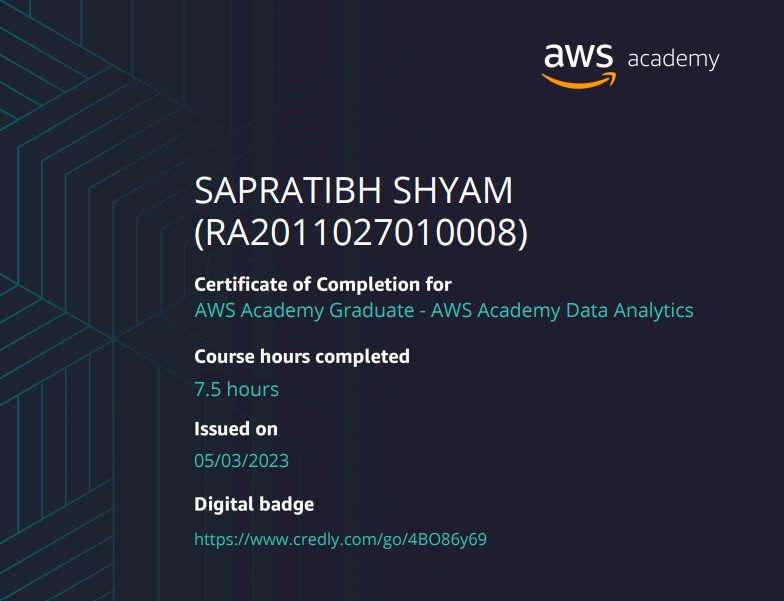 aws academy
SAPRATIBH SHYAM
(RA2011027010008)
Certificate of Completion for
AWS Academy Graduate - AWS Academy Data Analytics
Course hours completed
7.5 hours
Issued on
05/03/2023
Digital badge
https://www.credly.com/go/4BO86y69